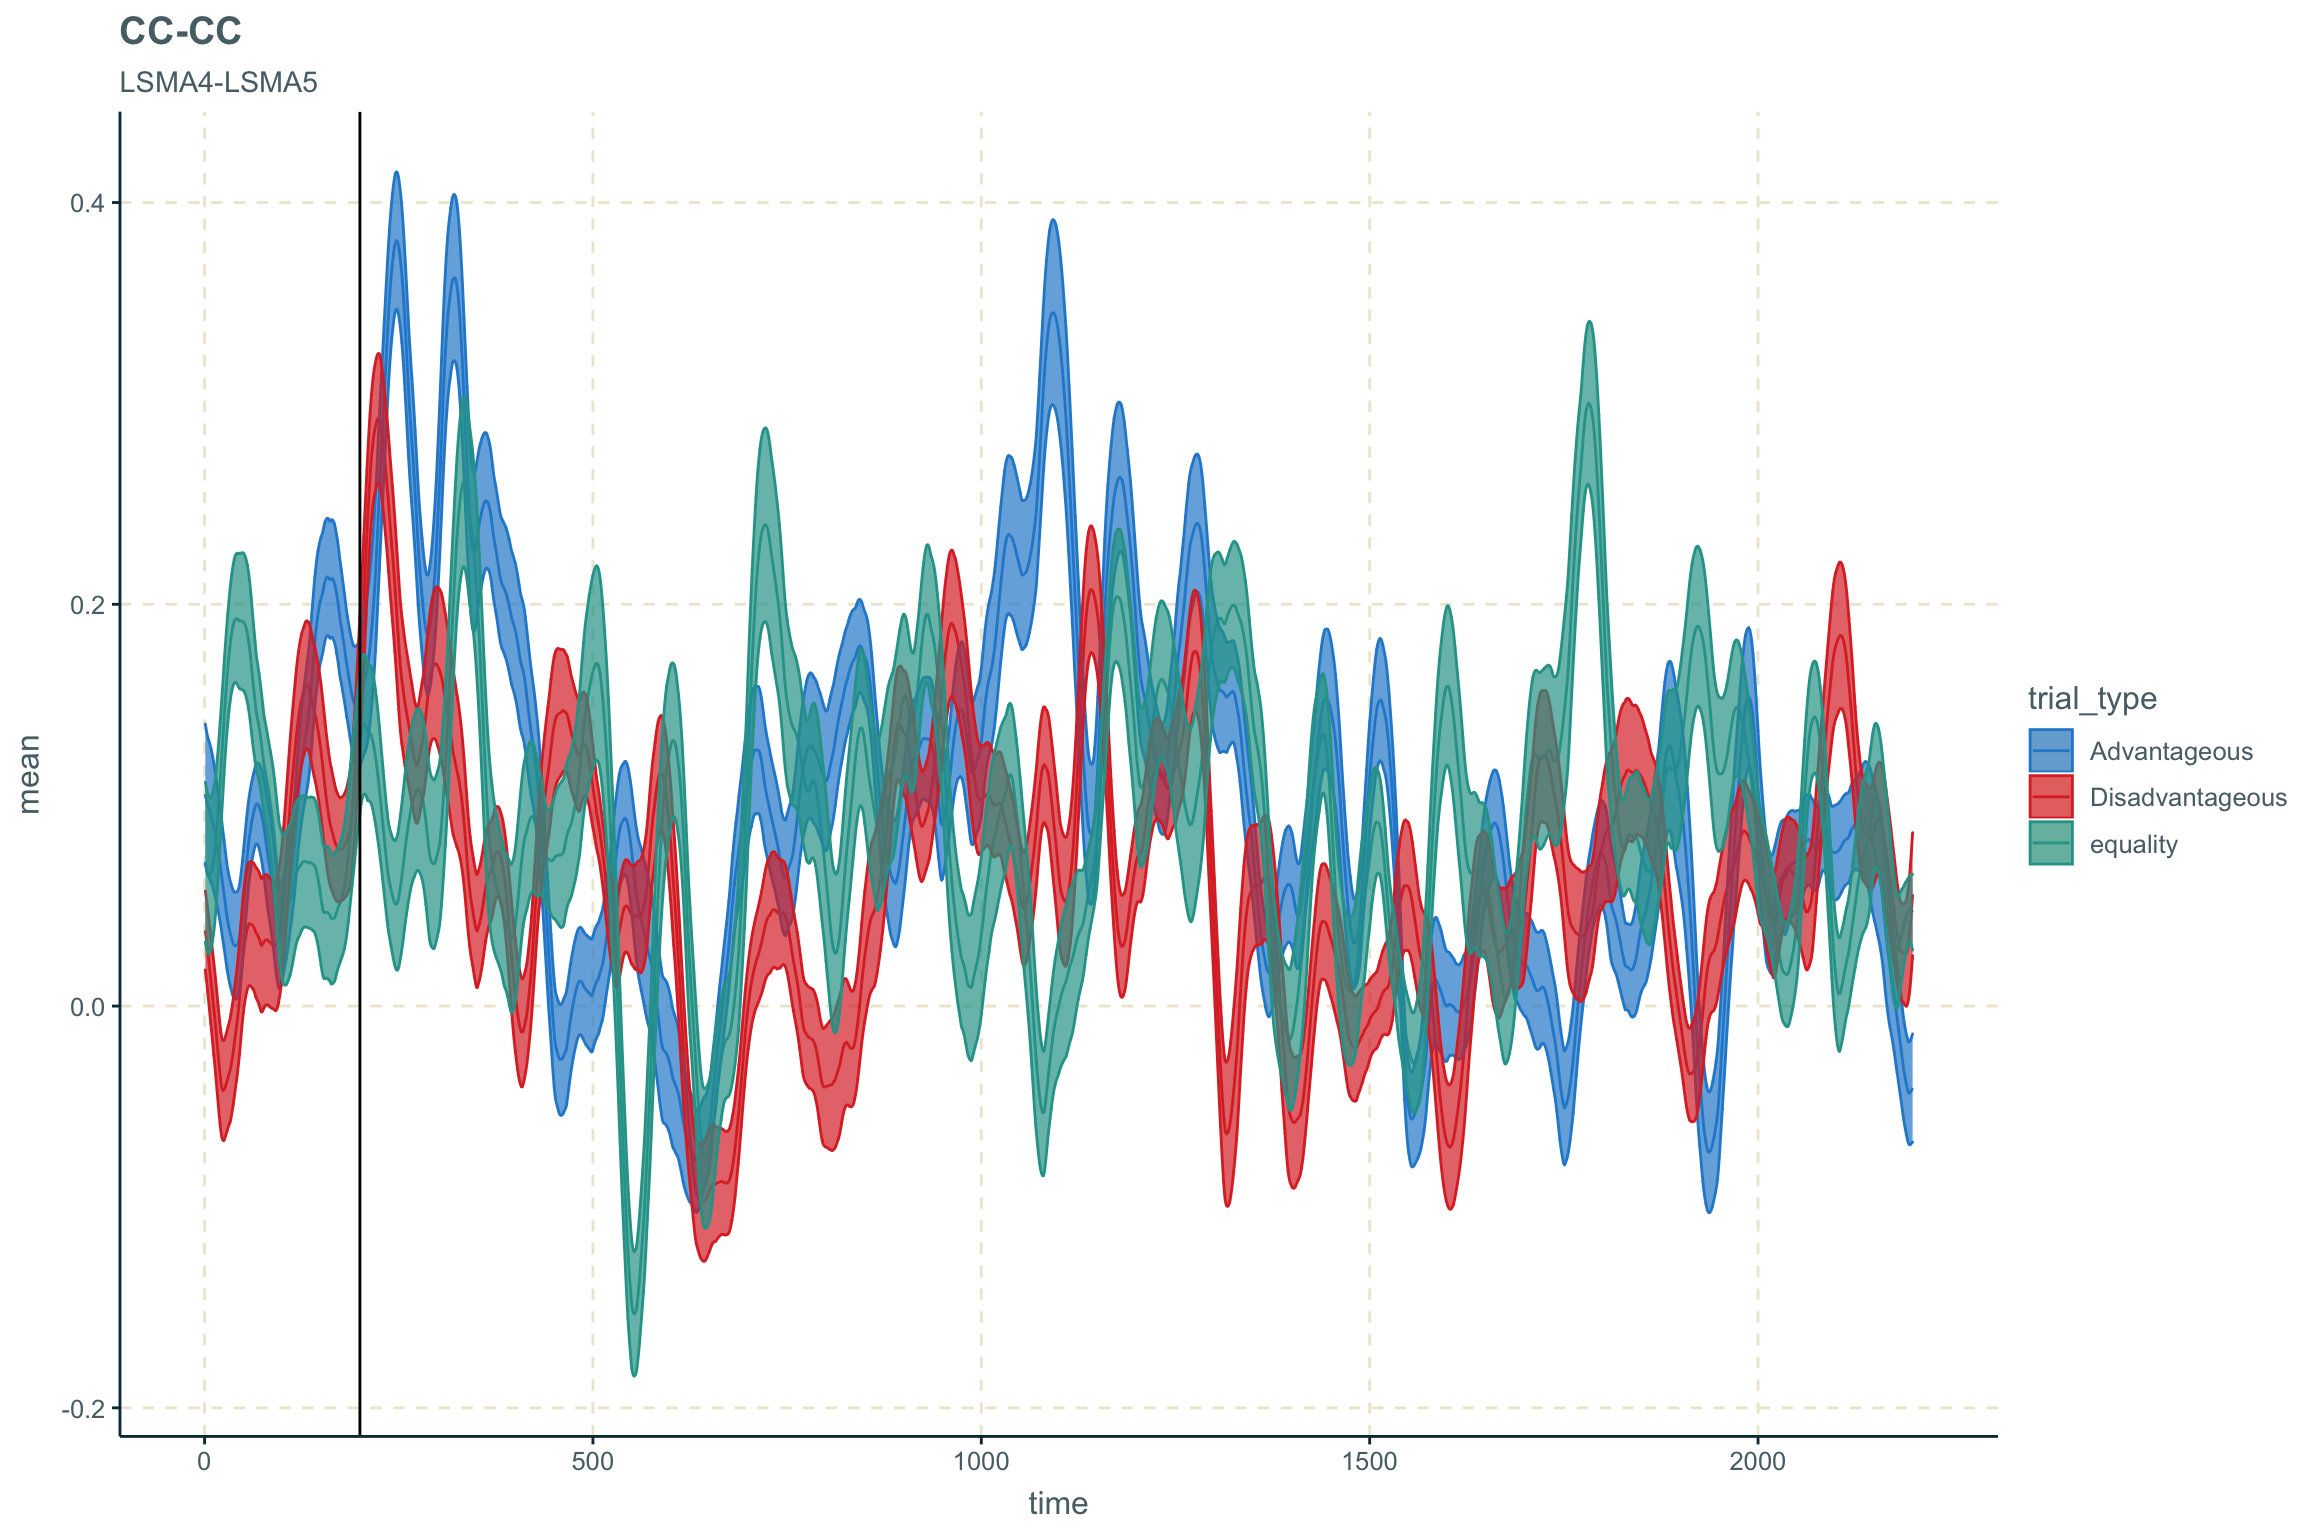 CC-CC
LSMA4-LSMA5
mean
0.4
0.2
0.0
-0.2
0
500
1000
1500
2000
time
trial_type
Advantageous
Disadvantageous
equality